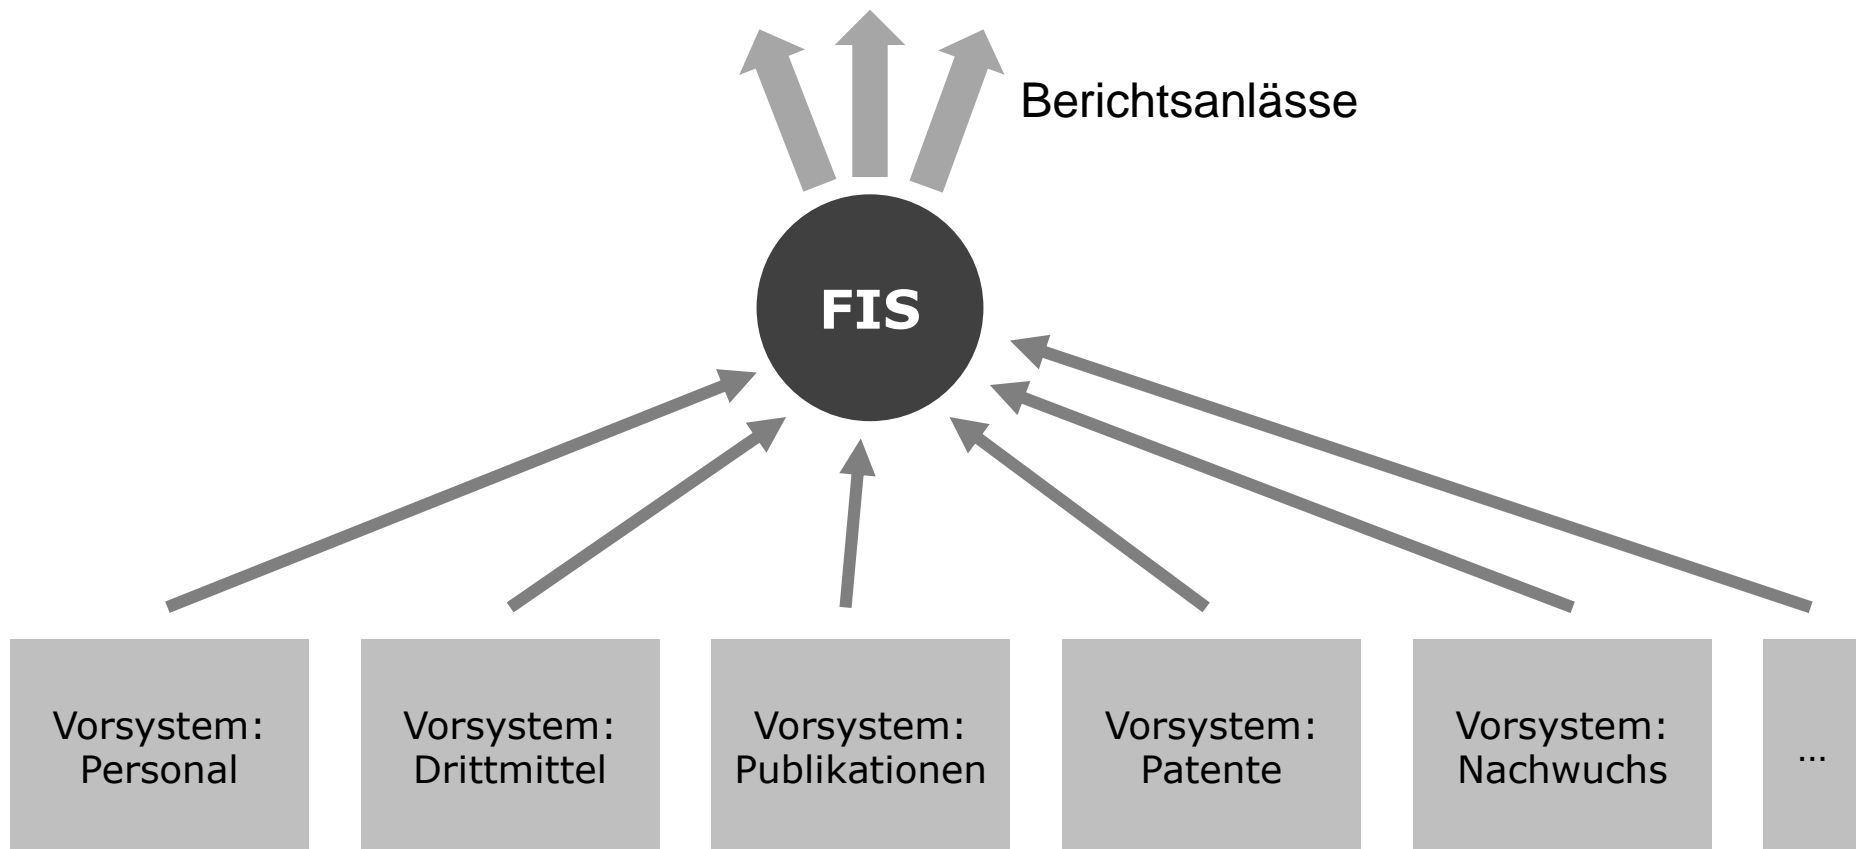 Berichtsanlässe
FIS
Vorsystem:
Personal
Vorsystem:
Drittmittel
Vorsystem:
Publikationen
Vorsystem:
Patente
Vorsystem:
Nachwuchs
...